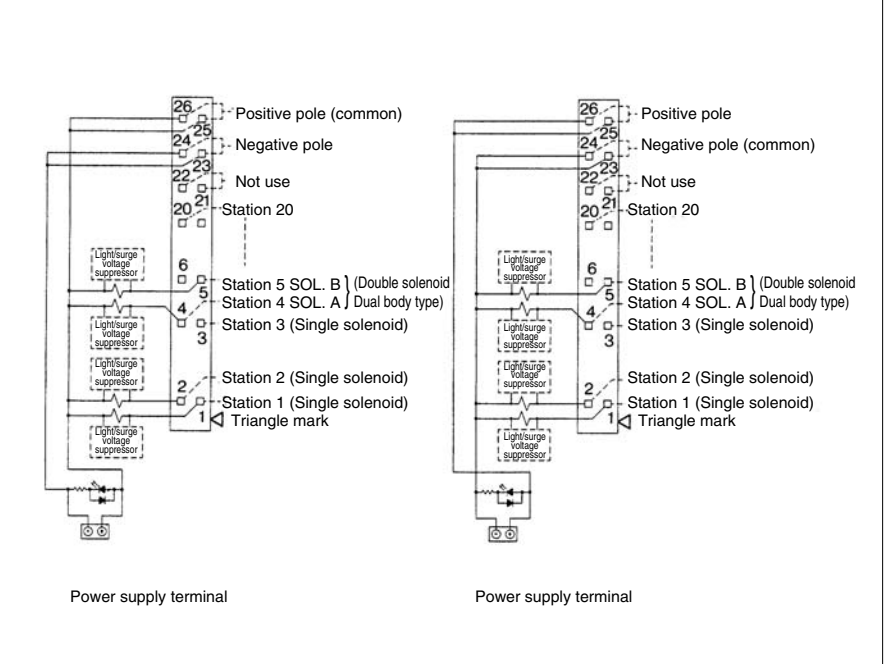 26
Positive pole (common)
25
24
Negative pole
23
22
Not use
21
20
Station 20
Light/surge
voltage
suppressor
6
Station 5 SOL. B
(Double solenoid
5
Station 4 SOL. A
Dual body type)
4
Light/surge
voltage
suppressor
Station 3 (Single solenoid)
3
Light/surge
voltage
suppressor
Station 2 (Single solenoid)
2
Station 1 (Single solenoid)
1
Triangle mark
Light/surge
voltage
suppressor
Power supply terminal
26
Positive pole
25
24
Negative pole (common)
23
22
Not use
21
20
Station 20
Light/surge
voltage
suppressor
6
Station 5 SOL. B
(Double solenoid
5
Station 4 SOL. A
Dual body type)
4
Light/surge
voltage
suppressor
Station 3 (Single solenoid)
3
Light/surge
voltage
suppressor
Station 2 (Single solenoid)
2
Station 1 (Single solenoid)
1
Triangle mark
Light/surge
voltage
suppressor
Power supply terminal